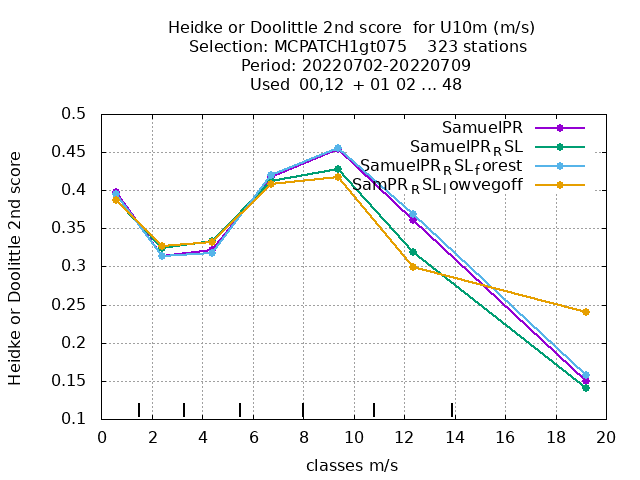 Heidke or Doolittle 2nd score  for U10m (m/s)
Selection: MCPATCH1gt075    323 stations
Period: 20220702-20220709
Used  00,12  + 01 02 ... 48
SamuelPR
SamuelPR_RSL
SamuelPR_RSL_forest
SamPR_RSL_lowvegoff
Heidke or Doolittle 2nd score
0.5
0.45
0.4
0.35
0.3
0.25
0.2
0.15
0.1
0 2 4 6 8 10 12 14 16 18 20
classes m/s